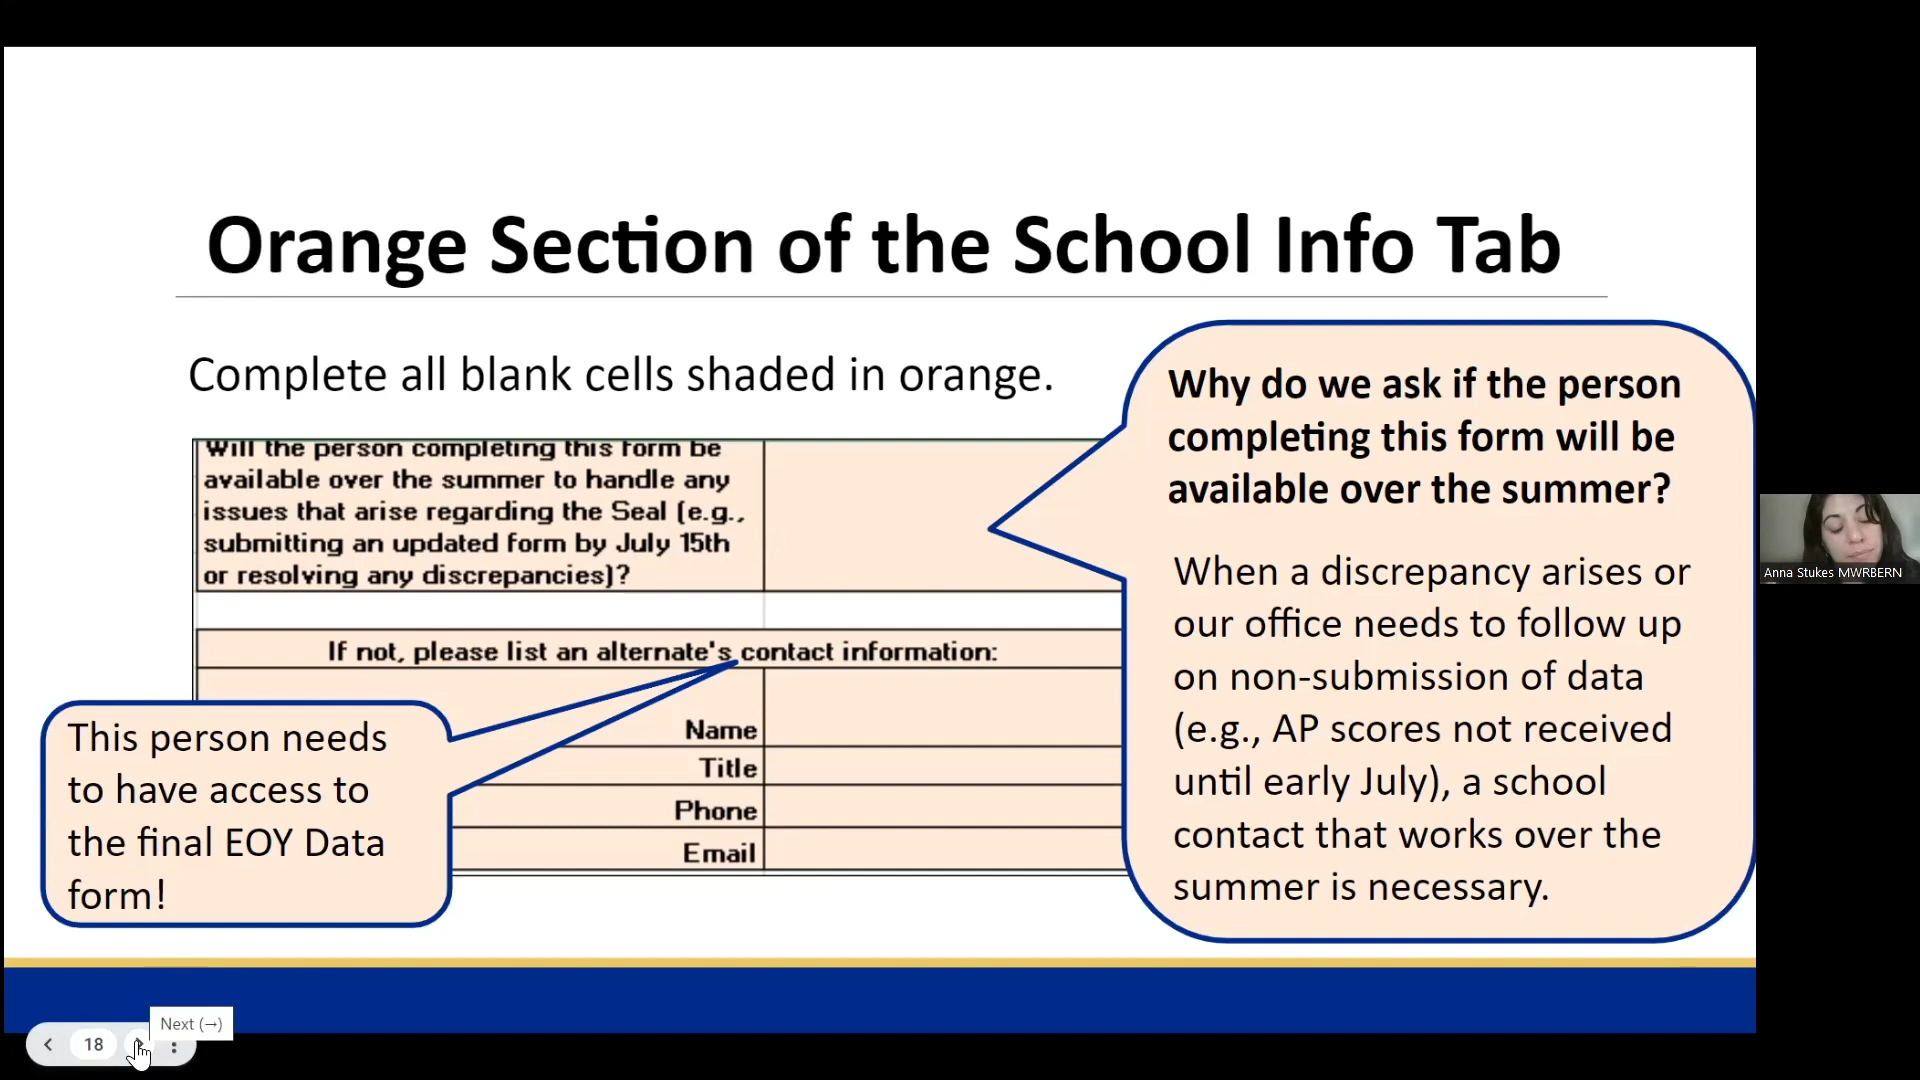 Orange Section of the School Info Tab
Complete all blank cells shaded in orange.
Will the person completing this form be
available over the summer to handle any
issues that arise regarding the Seal (e.g.,
submitting an updated form by July 15th
or resolving any discrepancies)?
If not, please list an alternate's contact information:
Name
Title
Phone
Email
This person needs
to have access to
the final EOY Data
form!
Why do we ask if the person
completing this form will be
available over the summer?
When a discrepancy arises or
our office needs to follow up
on non-submission of data
(e.g., AP scores not received
until early July), a school
contact that works over the
summer is necessary.
Anna Stukes MWRBERN
Next (→)
18